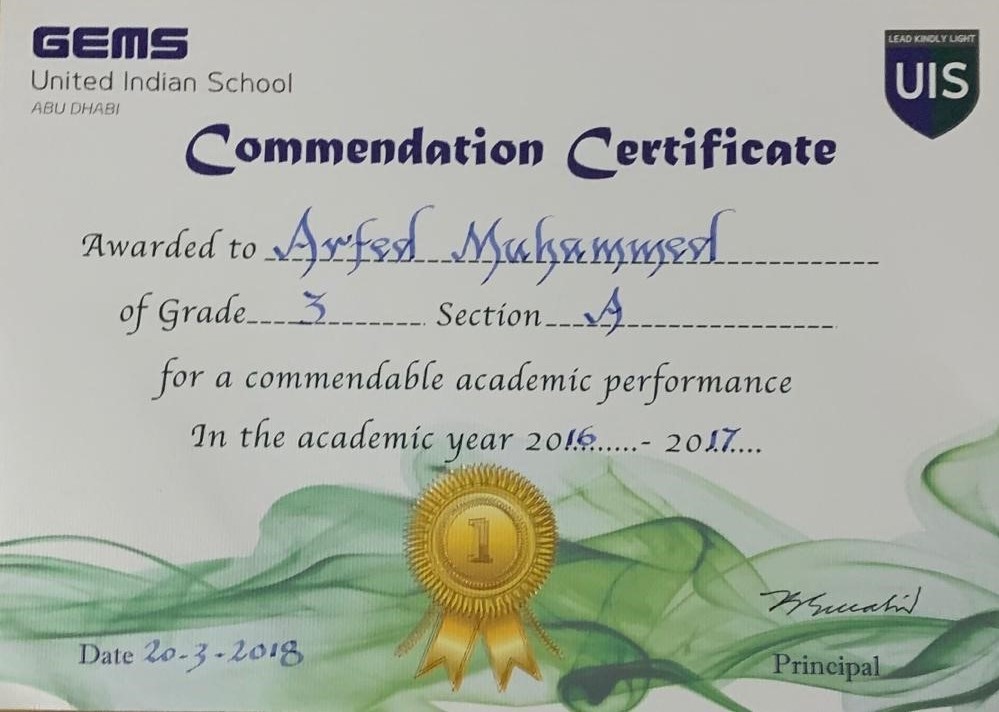 GEMS
United Indian School
ABU DHABI
LEAD KINDLY LIGHT
UIS
Commendation Certificate
Awarded to Arfed Muhammed
of Grade 3 Section A
for a commendable academic performance
In the academic year 2016......- 2017....
1
Date 20-3-2018
Principal